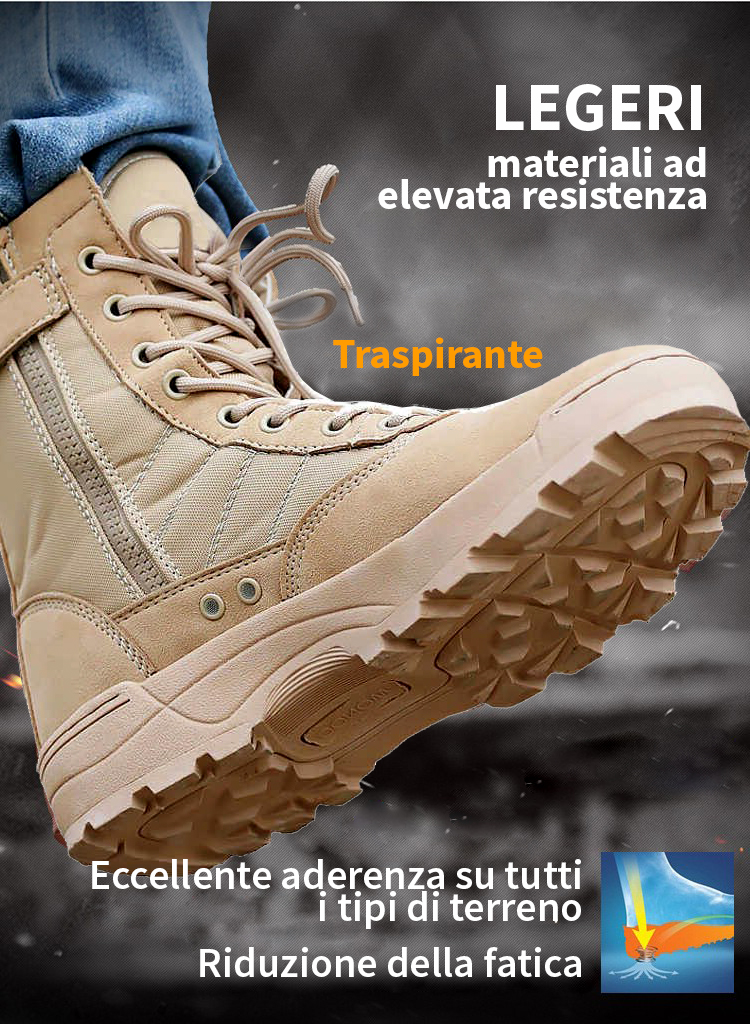 LEGERI
materiali ad
elevata resistenza
Traspirante
Eccellente aderenza su tutti
i tipi di terreno
Riduzione della fatica